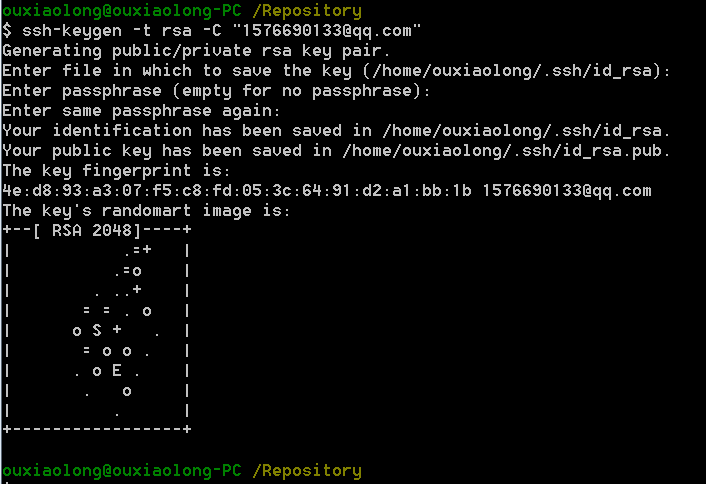 ouxiaolong@ouxiaolong-PC /Repository
$ ssh-keygen -t rsa -C "1576690133@qq.com"
Generating public/private rsa key pair.
Enter file in which to save the key (/home/ouxiaolong/.ssh/id_rsa):
Enter passphrase (empty for no passphrase):
Enter same passphrase again:
Your identification has been saved in /home/ouxiaolong/.ssh/id_rsa.
Your public key has been saved in /home/ouxiaolong/.ssh/id_rsa.pub.
The key fingerprint is:
4e:d8:93:a3:07:f5:c8:fd:05:3c:64:91:d2:a1:bb:1b 1576690133@qq.com
The key's randomart image is:
+--[ RSA 2048]----+
|            .=+   |
|           .=o    |
|         . ..+    |
|        = = . o   |
|       o S +   .  |
|        = o o .   |
|       . o E .    |
|        .   o     |
|           .      |
+-----------------+
ouxiaolong@ouxiaolong-PC /Repository